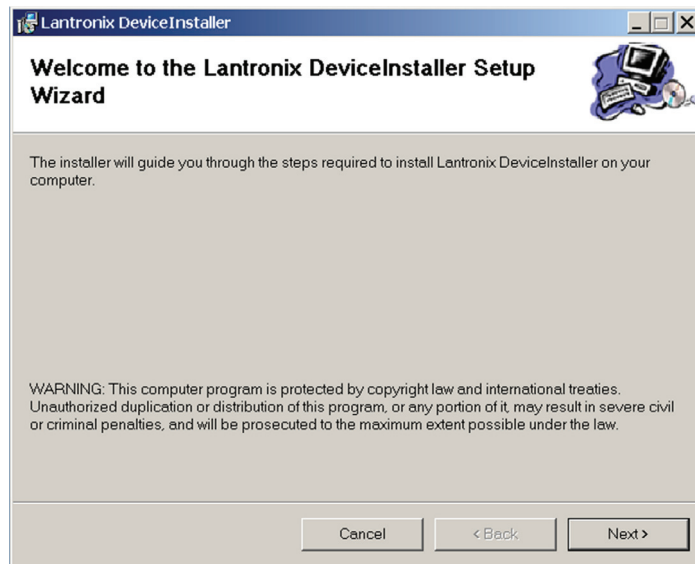 Lantronix DeviceInstaller
Welcome to the Lantronix DeviceInstaller Setup
Wizard
The installer will guide you through the steps required to install Lantronix DeviceInstaller on your
computer.
WARNING: This computer program is protected by copyright law and international treaties.
Unauthorized duplication or distribution of this program, or any portion of it, may result in severe civil
or criminal penalties, and will be prosecuted to the maximum extent possible under the law.
Cancel
< Back
Next >